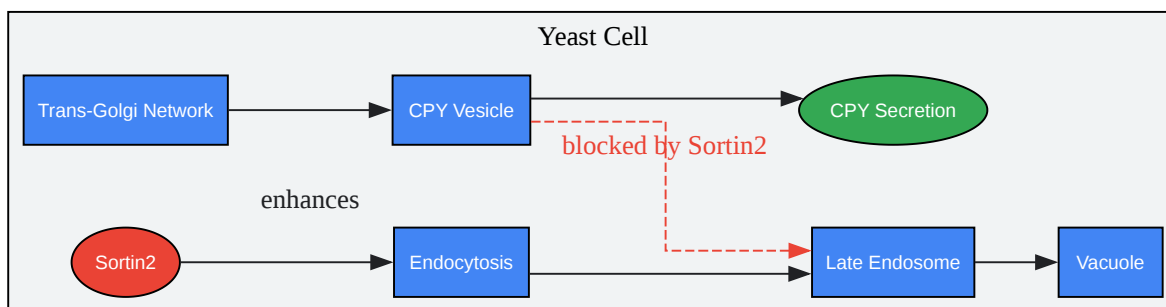 Yeast Cell
Trans-Golgi Network
CPY Vesicle
CPY Secretion
blocked by Sortin2
enhances
Sortin2
Endocytosis
Late Endosome
Vacuole